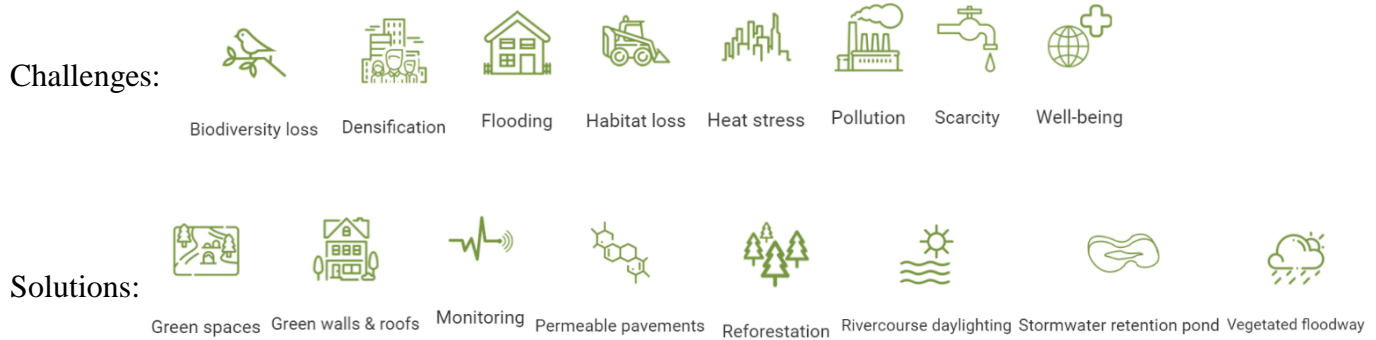 Challenges:
Biodiversity loss Densification Flooding Habitat loss Heat stress Pollution Scarcity Well-being
Solutions:
Green spaces Green walls & roofs Monitoring Permeable pavements Reforestation Rivercourse daylighting Stormwater retention pond Vegetated floodway